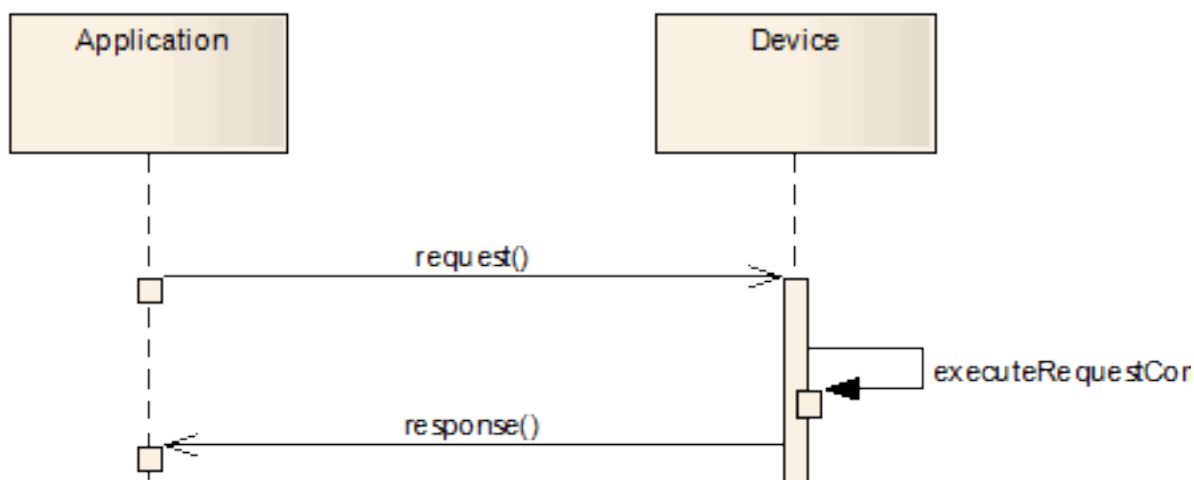 Application
Device
request()
executeRequestCor
response()